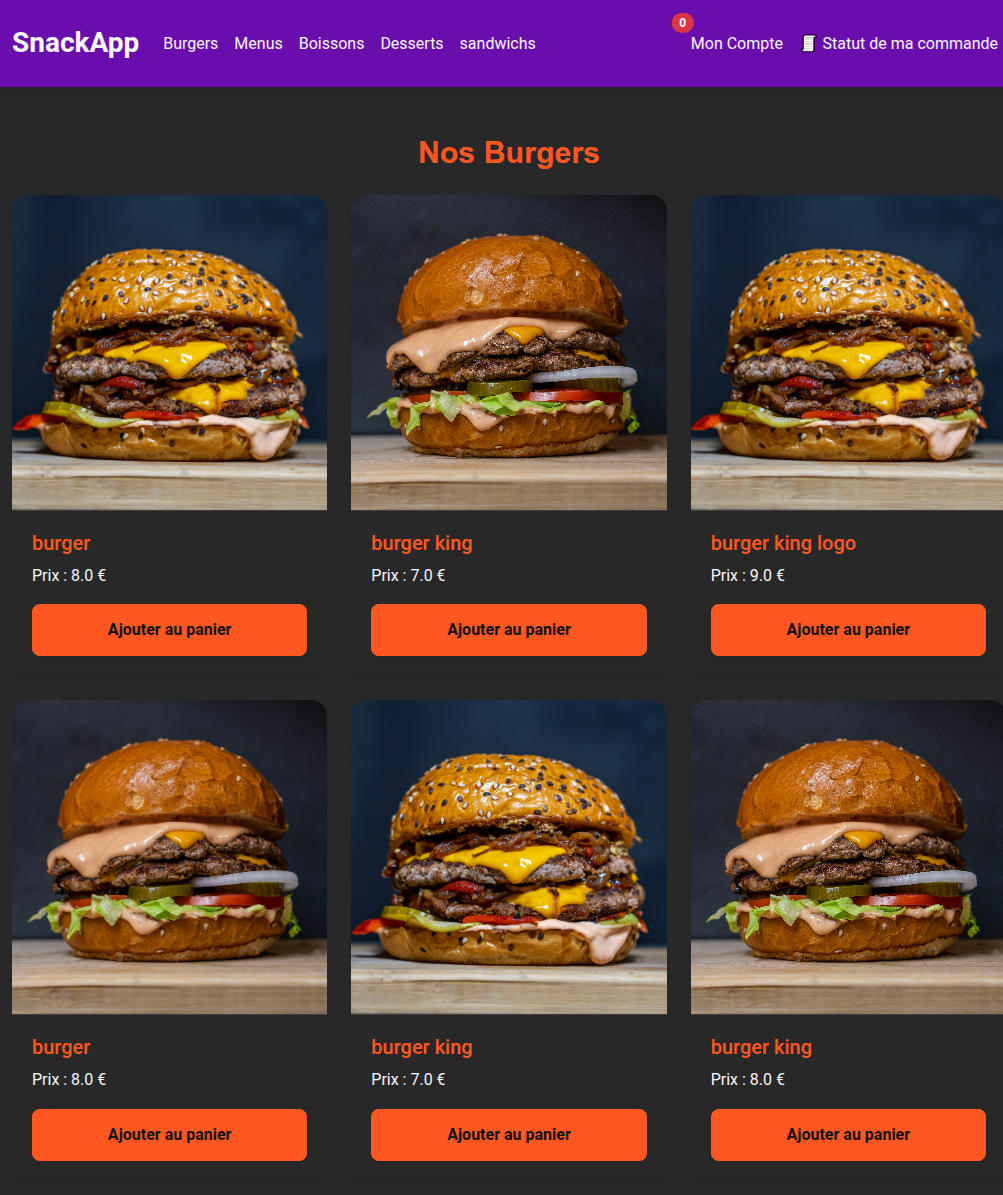 SnackApp Burgers Menus Boissons Desserts sandwichs 0 Mon Compte Statut de ma commande
Nos Burgers
burger
Prix : 8.0 €
Ajouter au panier
burger king
Prix : 7.0 €
Ajouter au panier
burger king logo
Prix : 9.0 €
Ajouter au panier
burger
Prix : 8.0 €
Ajouter au panier
burger king
Prix : 7.0 €
Ajouter au panier
burger king
Prix : 8.0 €
Ajouter au panier